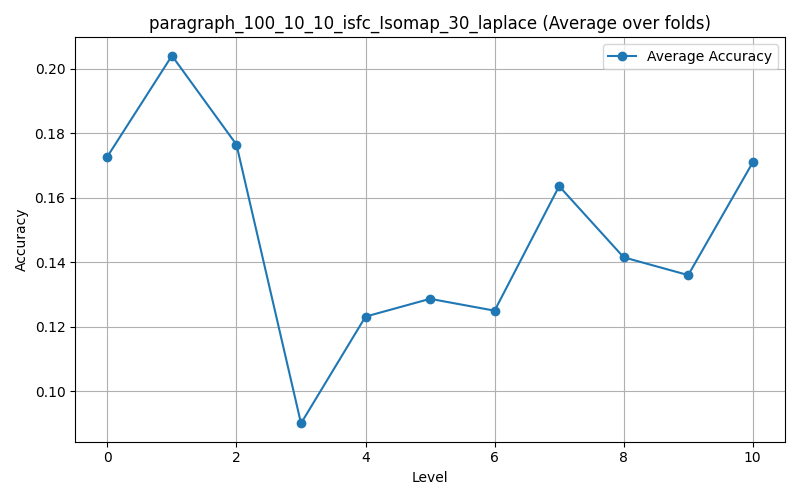 paragraph_100_10_10_isfc_Isomap_30_laplace (Average over folds)
Average Accuracy
Accuracy
0.20
0.18
0.16
0.14
0.12
0.10
0 2 4 6 8 10
Level